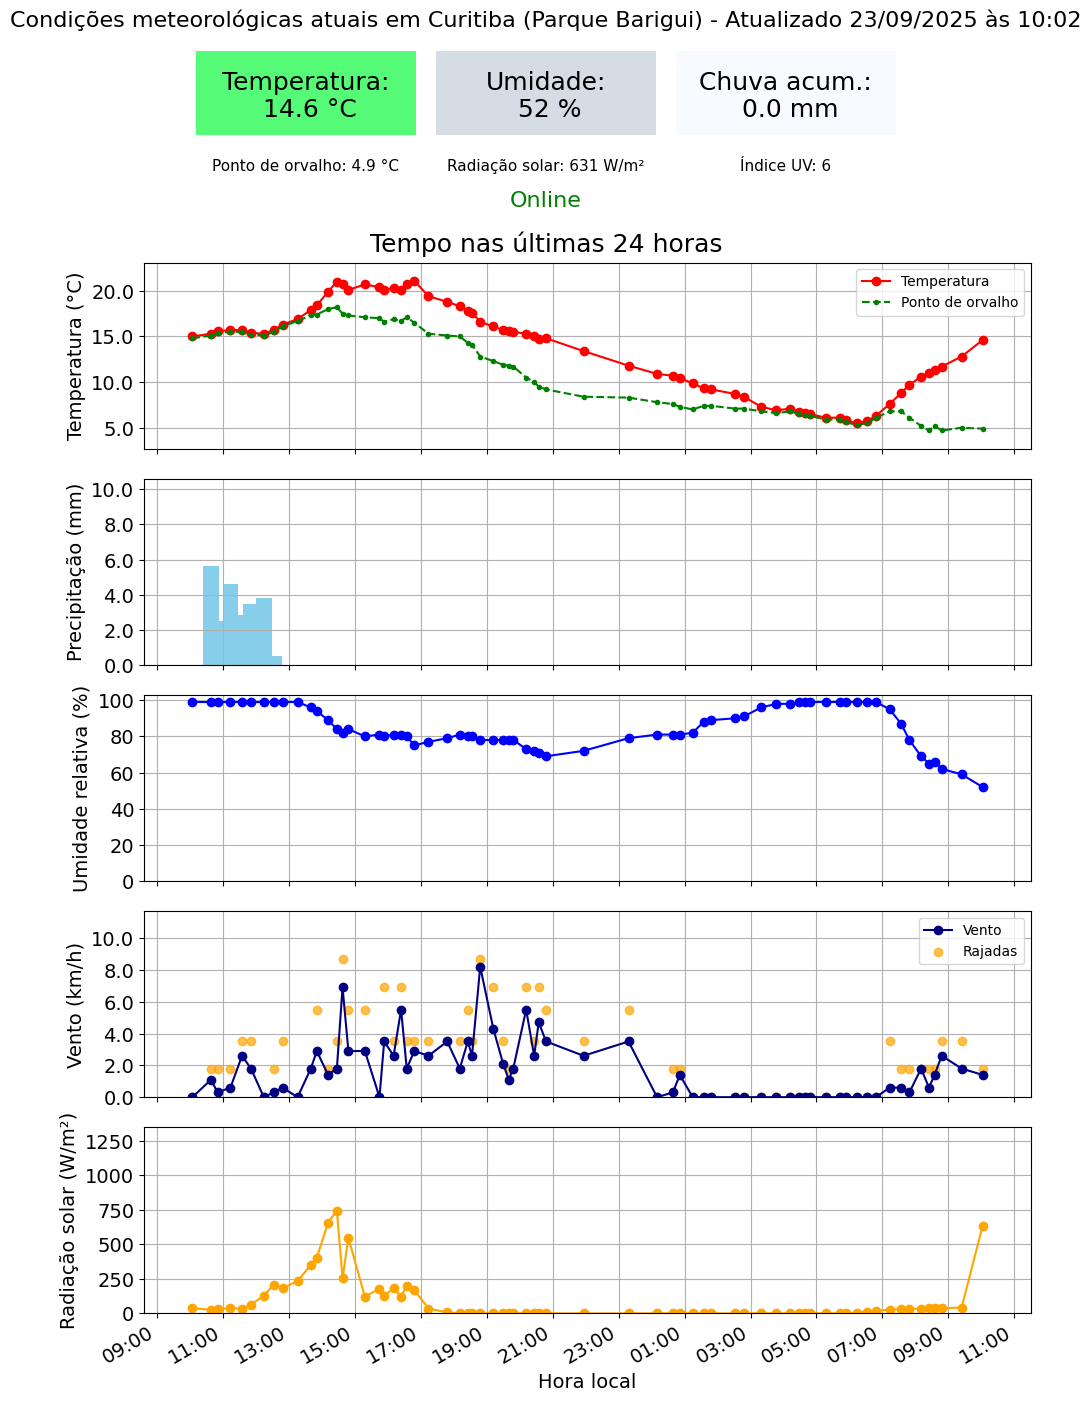 Condições meteorológicas atuais em Curitiba (Parque Barigui) - Atualizado 23/09/2025 às 10:02
Temperatura:
14.6 °C
Umidade:
52 %
Chuva acum.:
0.0 mm
Ponto de orvalho: 4.9 °C
Radiação solar: 631 W/m²
Índice UV: 6
Online
Tempo nas últimas 24 horas
Temperatura (°C)
20.0
15.0
10.0
5.0
Temperatura
Ponto de orvalho
Precipitação (mm)
10.0
8.0
6.0
4.0
2.0
0.0
Umidade relativa (%)
100
80
60
40
20
0
Vento (km/h)
10.0
8.0
6.0
4.0
2.0
0.0
Vento
Rajadas
Radiação solar (W/m²)
1250
1000
750
500
250
0
09:00
11:00
13:00
15:00
17:00
19:00
21:00
23:00
01:00
03:00
05:00
07:00
09:00
11:00
Hora local